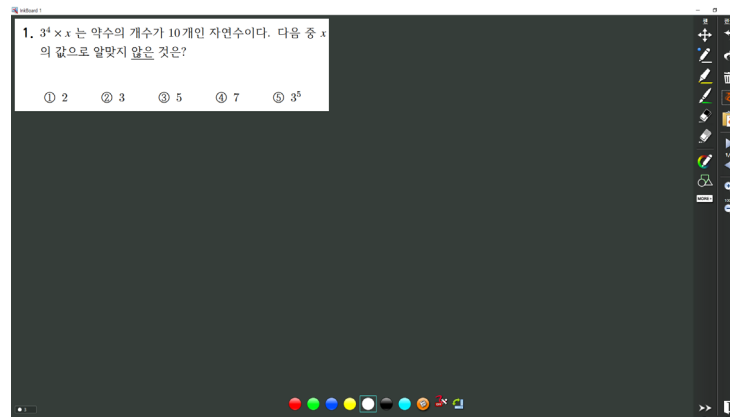 InkBoard 1
1. 3⁴ × x 는 약수의 개수가 10개인 자연수이다. 다음 중 x
의 값으로 알맞지 않은 것은?
① 2 ② 3 ③ 5 ④ 7 ⑤ 3⁵
펜
MORE+
1